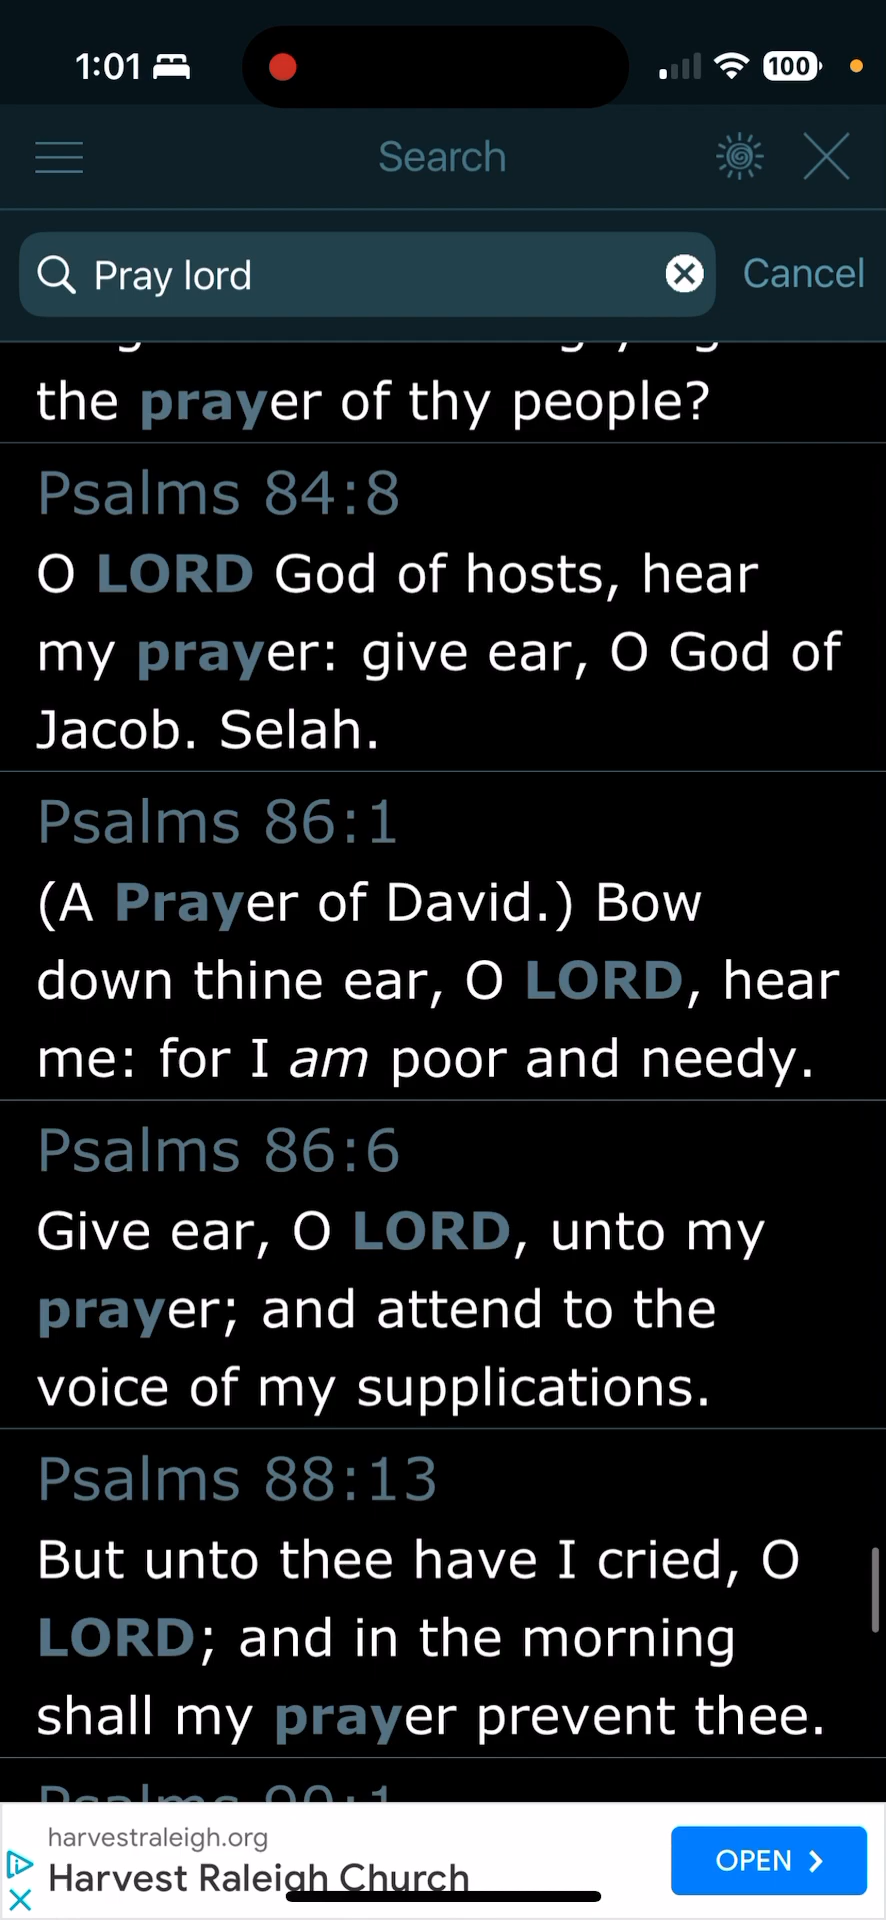 1:01
100
Search
Pray lord
Cancel
the prayer of thy people?
Psalms 84:8
O LORD God of hosts, hear
my prayer: give ear, O God of
Jacob. Selah.
Psalms 86:1
(A Prayer of David.) Bow
down thine ear, O LORD, hear
me: for I am poor and needy.
Psalms 86:6
Give ear, O LORD, unto my
prayer; and attend to the
voice of my supplications.
Psalms 88:13
But unto thee have I cried, O
LORD; and in the morning
shall my prayer prevent thee.
Psalms 90:1
harvestraleigh.org
Harvest Raleigh Church
OPEN